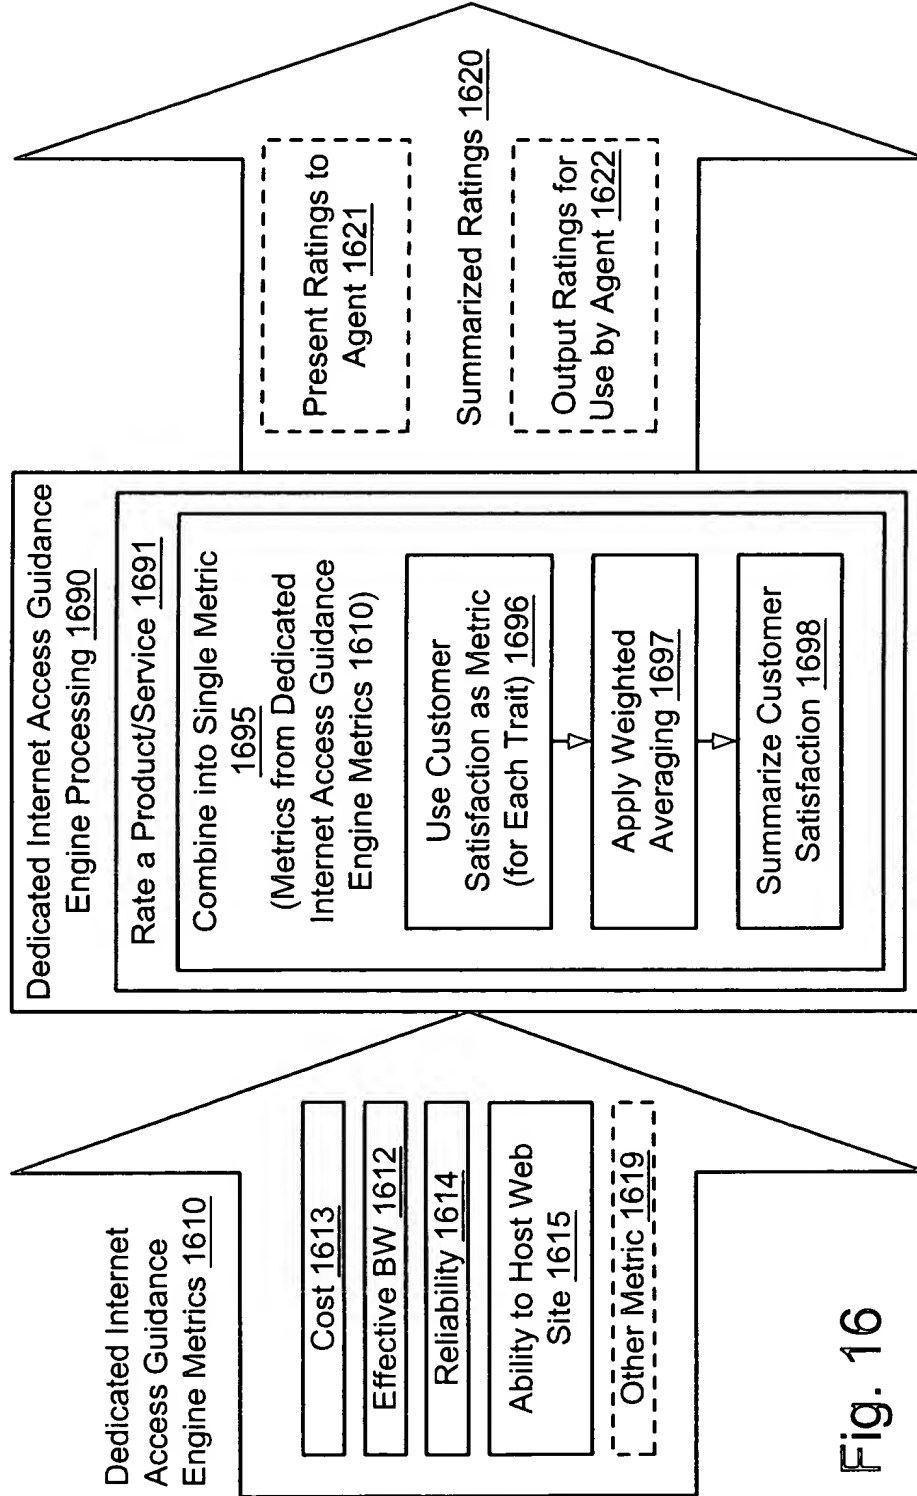 Dedicated Internet
Access Guidance
Engine Metrics 1610
Cost 1613
Effective BW 1612
Reliability 1614
Ability to Host Web
Site 1615
Other Metric 1619
Dedicated Internet Access Guidance
Engine Processing 1690
Rate a Product/Service 1691
Combine into Single Metric
1695
(Metrics from Dedicated
Internet Access Guidance
Engine Metrics 1610)
Use Customer
Satisfaction as Metric
(for Each Trait) 1696
Apply Weighted
Averaging 1697
Summarize Customer
Satisfaction 1698
Present Ratings to
Agent 1621
Summarized Ratings 1620
Output Ratings for
Use by Agent 1622
Fig. 16